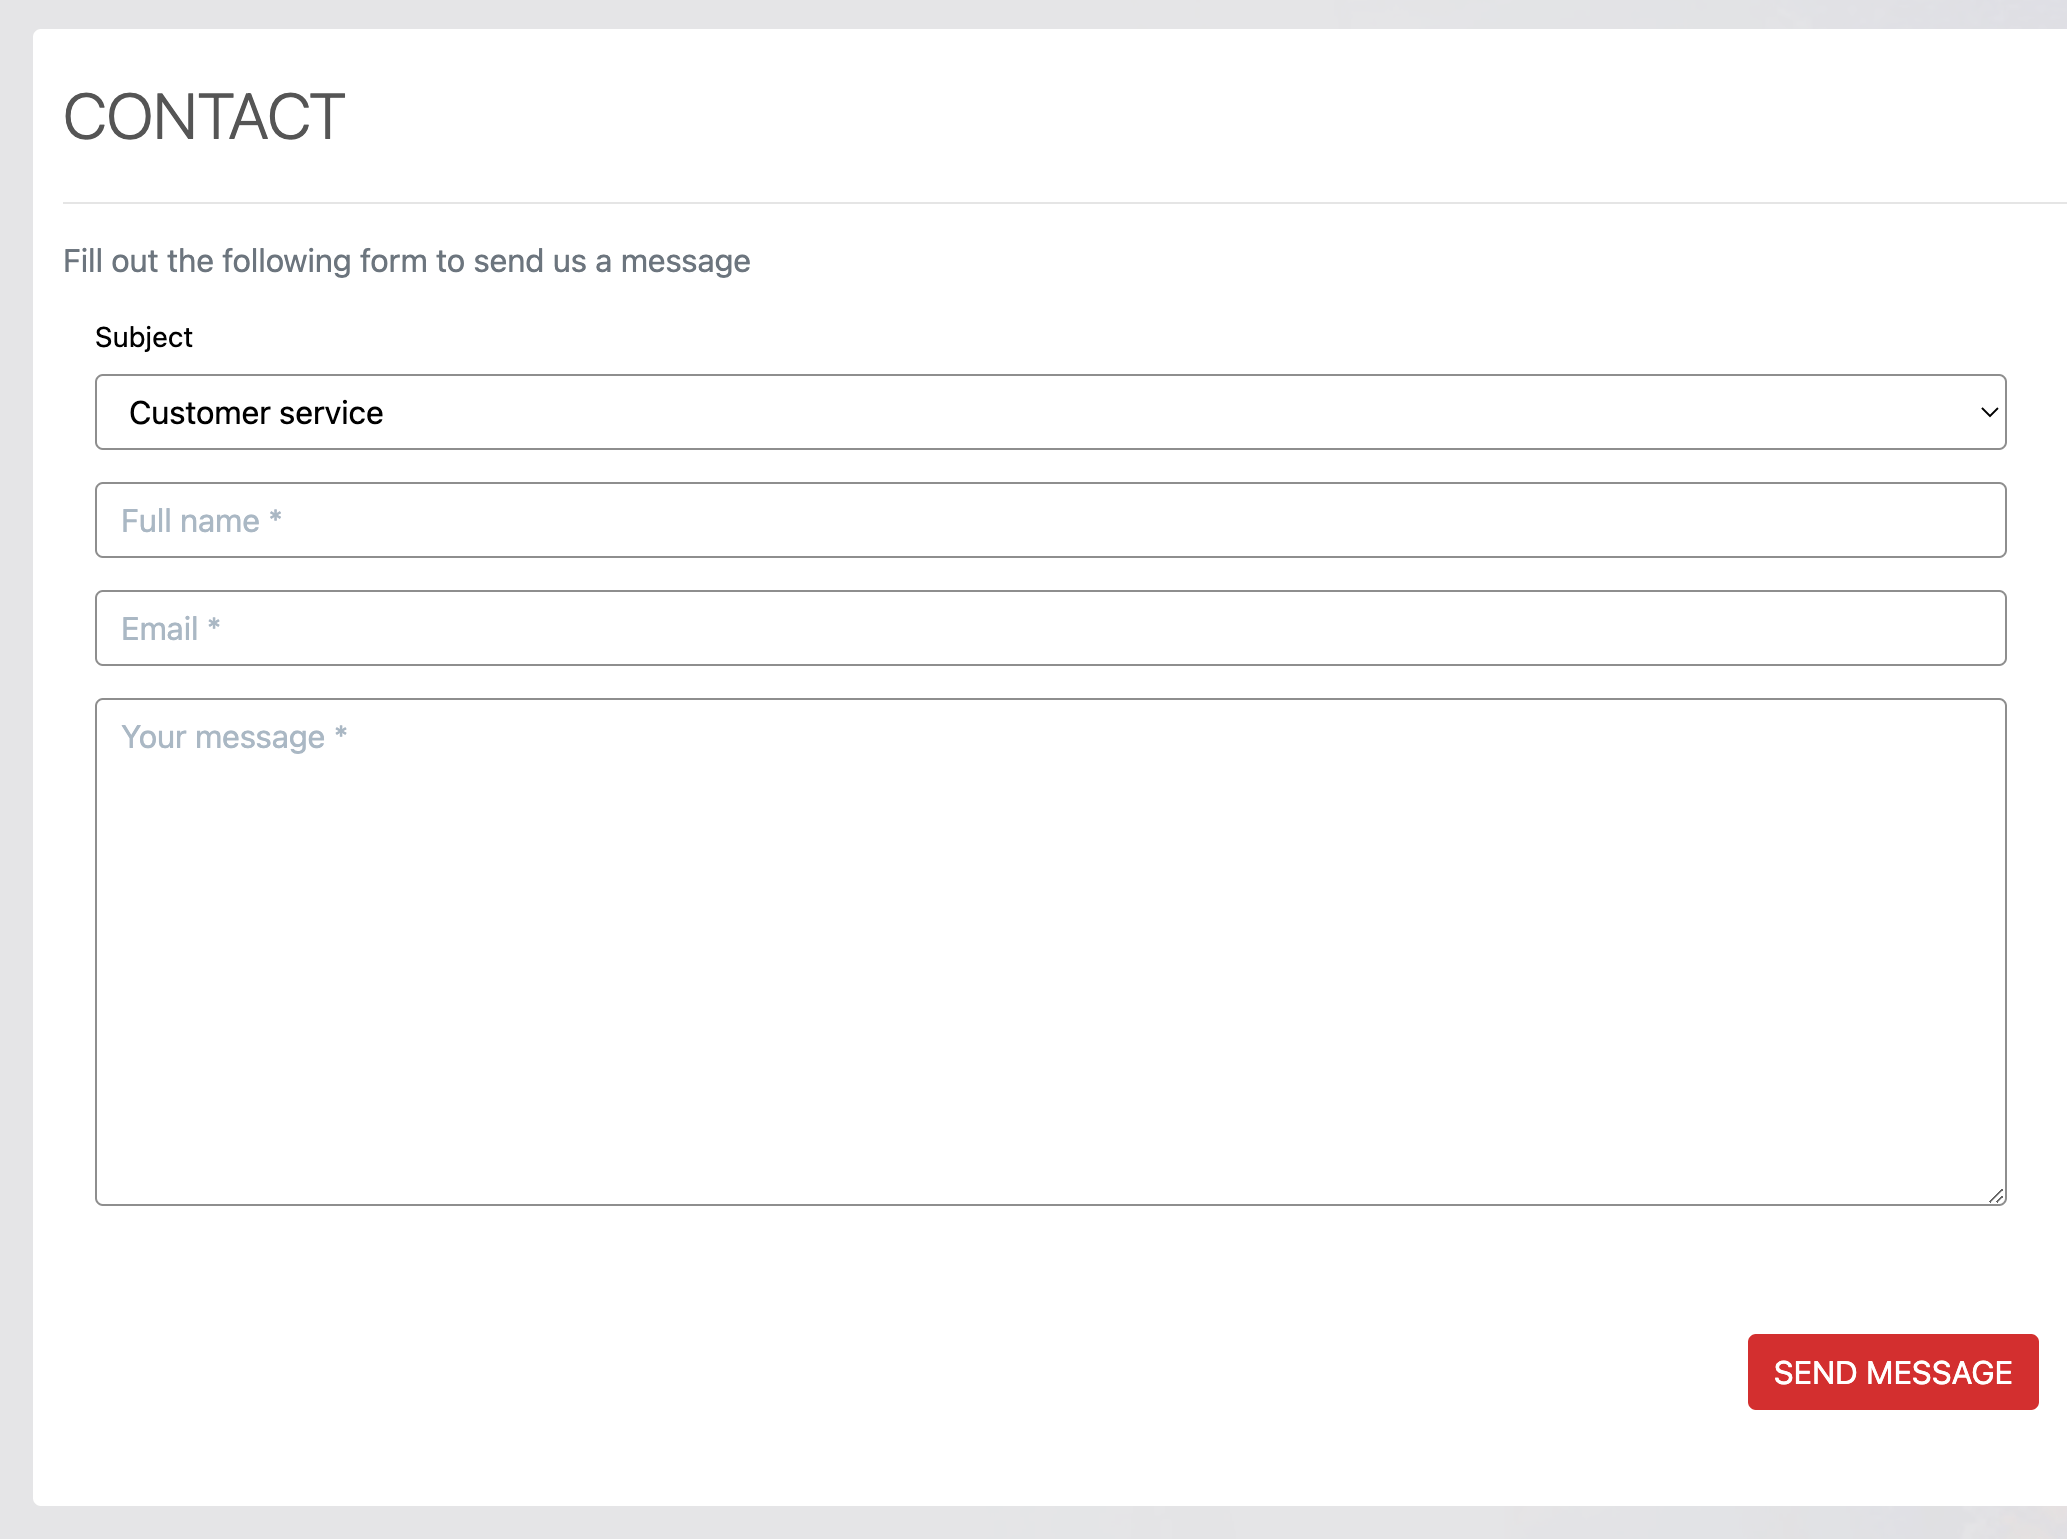 CONTACT
Fill out the following form to send us a message
Subject
Customer service
Full name *
Email *
Your message *
SEND MESSAGE